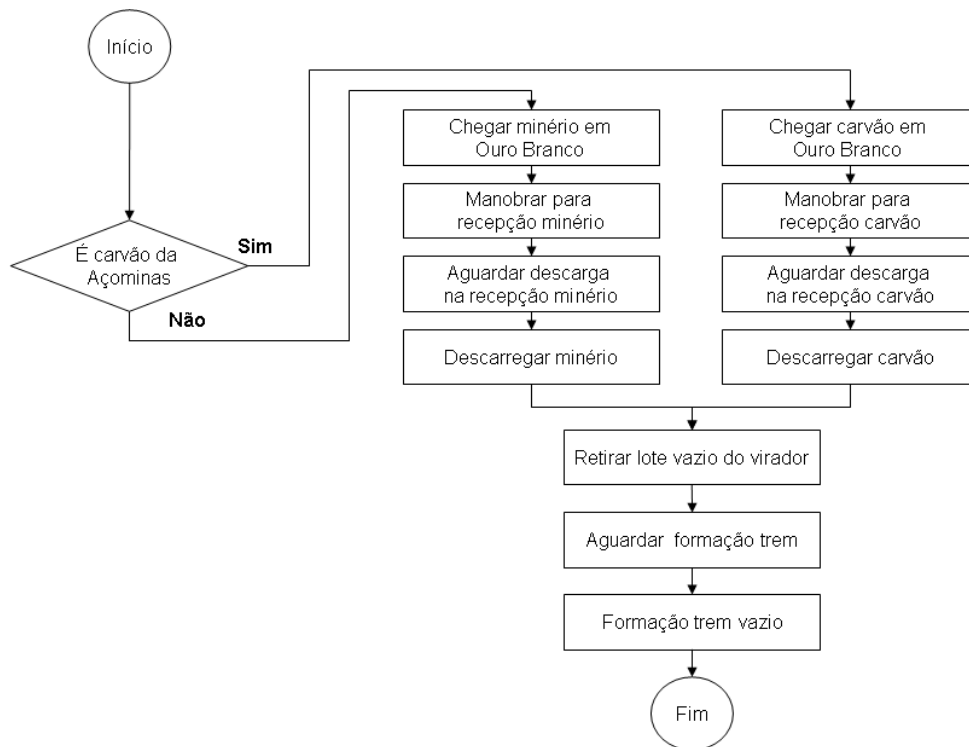 Início
É carvão da
Açominas
Sim
Não
Chegar minério em
Ouro Branco
Manobrar para
recepção minério
Aguardar descarga
na recepção minério
Descarregar minério
Chegar carvão em
Ouro Branco
Manobrar para
recepção carvão
Aguardar descarga
na recepção carvão
Descarregar carvão
Retirar lote vazio do virador
Aguardar formação trem
Formação trem vazio
Fim